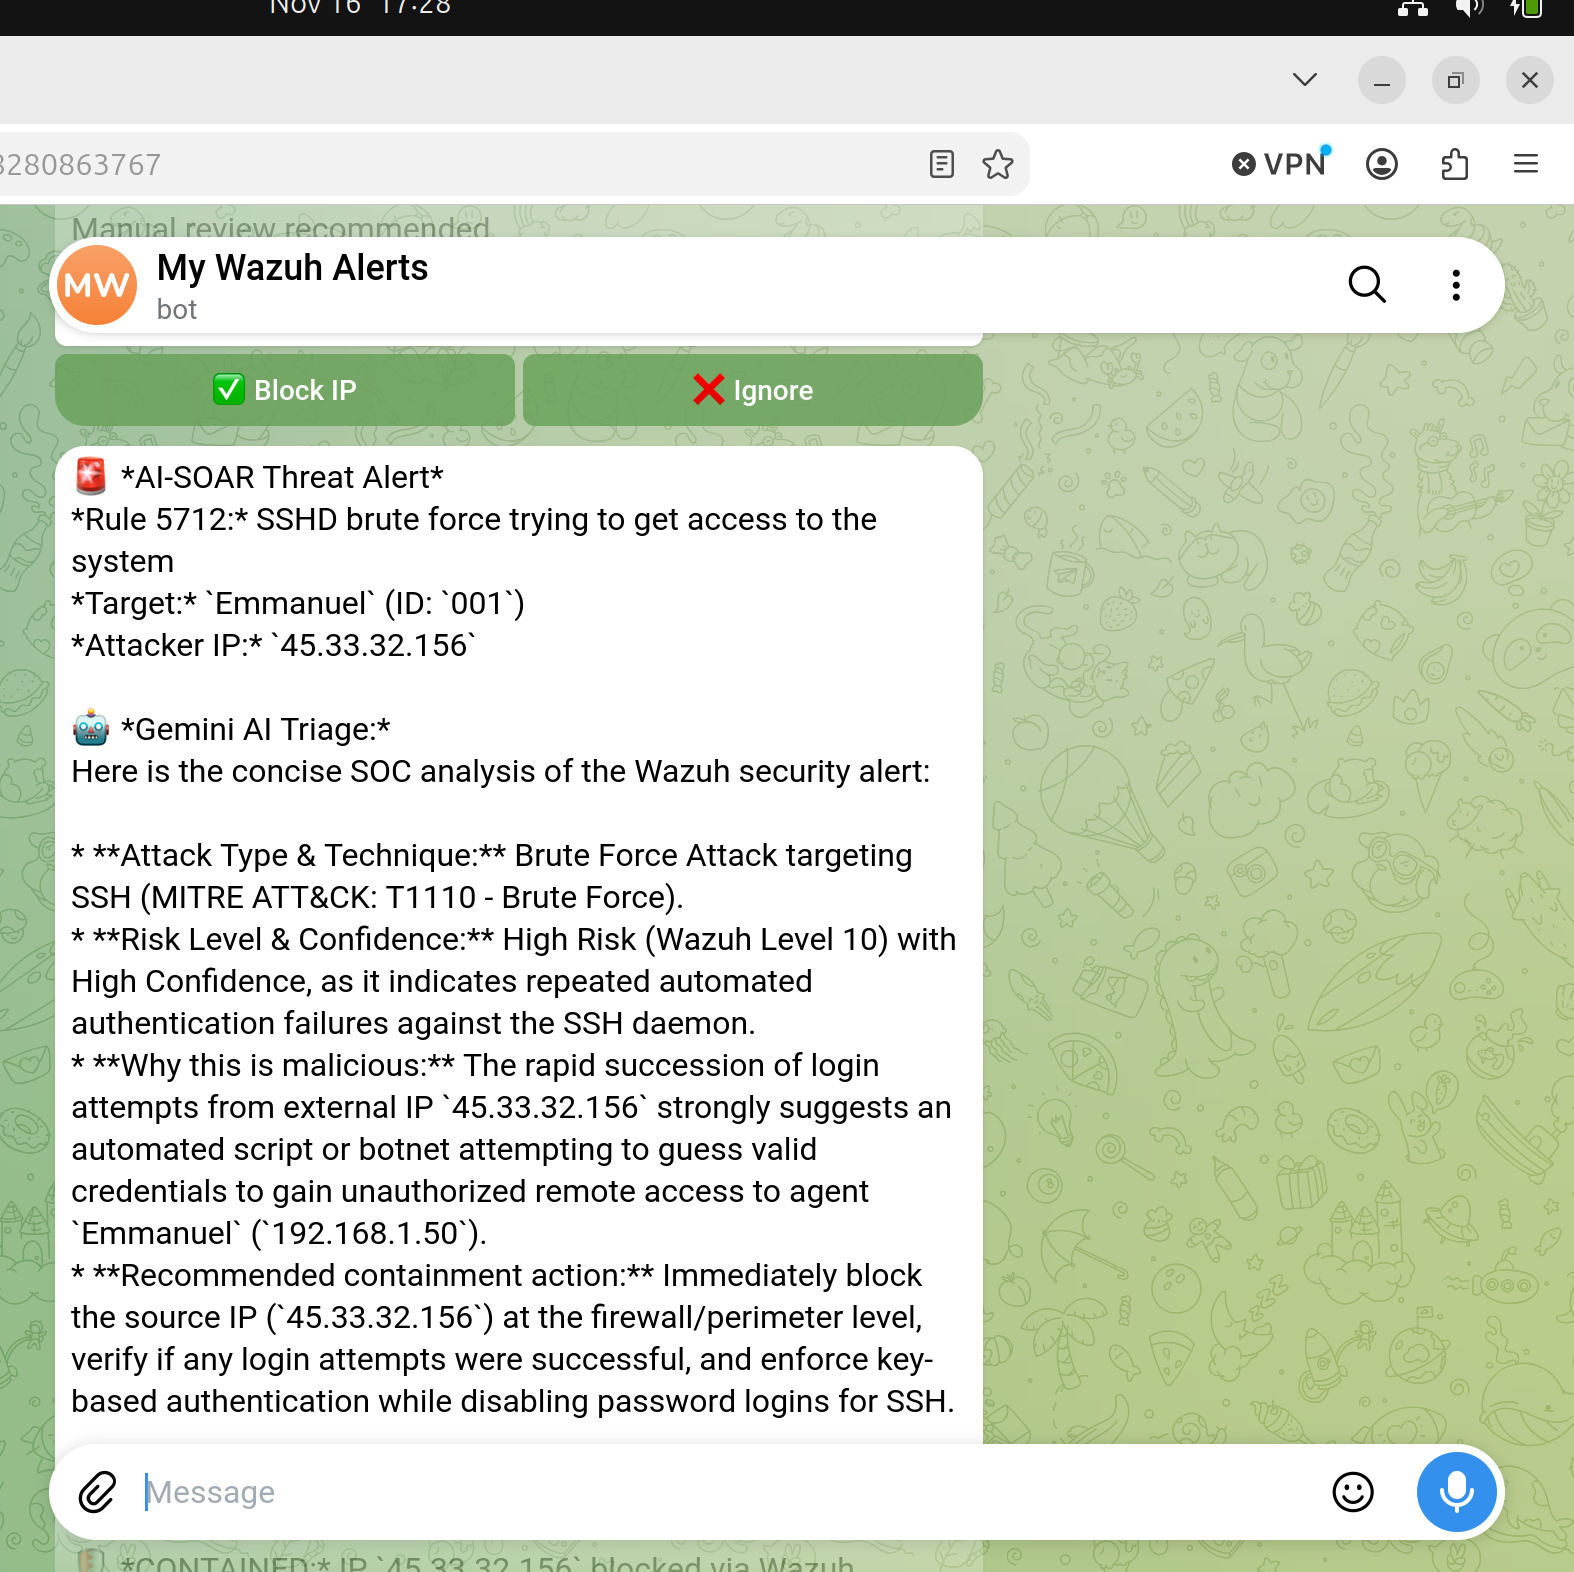 Nov 16 17:28
3280863767
VPN
Manual review recommended
MW
My Wazuh Alerts
bot
✅ Block IP
❌ Ignore
🚨 *AI-SOAR Threat Alert*
*Rule 5712:* SSHD brute force trying to get access to the
system
*Target:* `Emmanuel` (ID: `001`)
*Attacker IP:* `45.33.32.156`
🤖 *Gemini AI Triage:*
Here is the concise SOC analysis of the Wazuh security alert:
* **Attack Type & Technique:** Brute Force Attack targeting
SSH (MITRE ATT&CK: T1110 - Brute Force).
* **Risk Level & Confidence:** High Risk (Wazuh Level 10) with
High Confidence, as it indicates repeated automated
authentication failures against the SSH daemon.
* **Why this is malicious:** The rapid succession of login
attempts from external IP `45.33.32.156` strongly suggests an
automated script or botnet attempting to guess valid
credentials to gain unauthorized remote access to agent
`Emmanuel` (`192.168.1.50`).
* **Recommended containment action:** Immediately block
the source IP (`45.33.32.156`) at the firewall/perimeter level,
verify if any login attempts were successful, and enforce key-
based authentication while disabling password logins for SSH.
Message
*CONTAINED:* IP `45.33.32.156` blocked via Wazuh